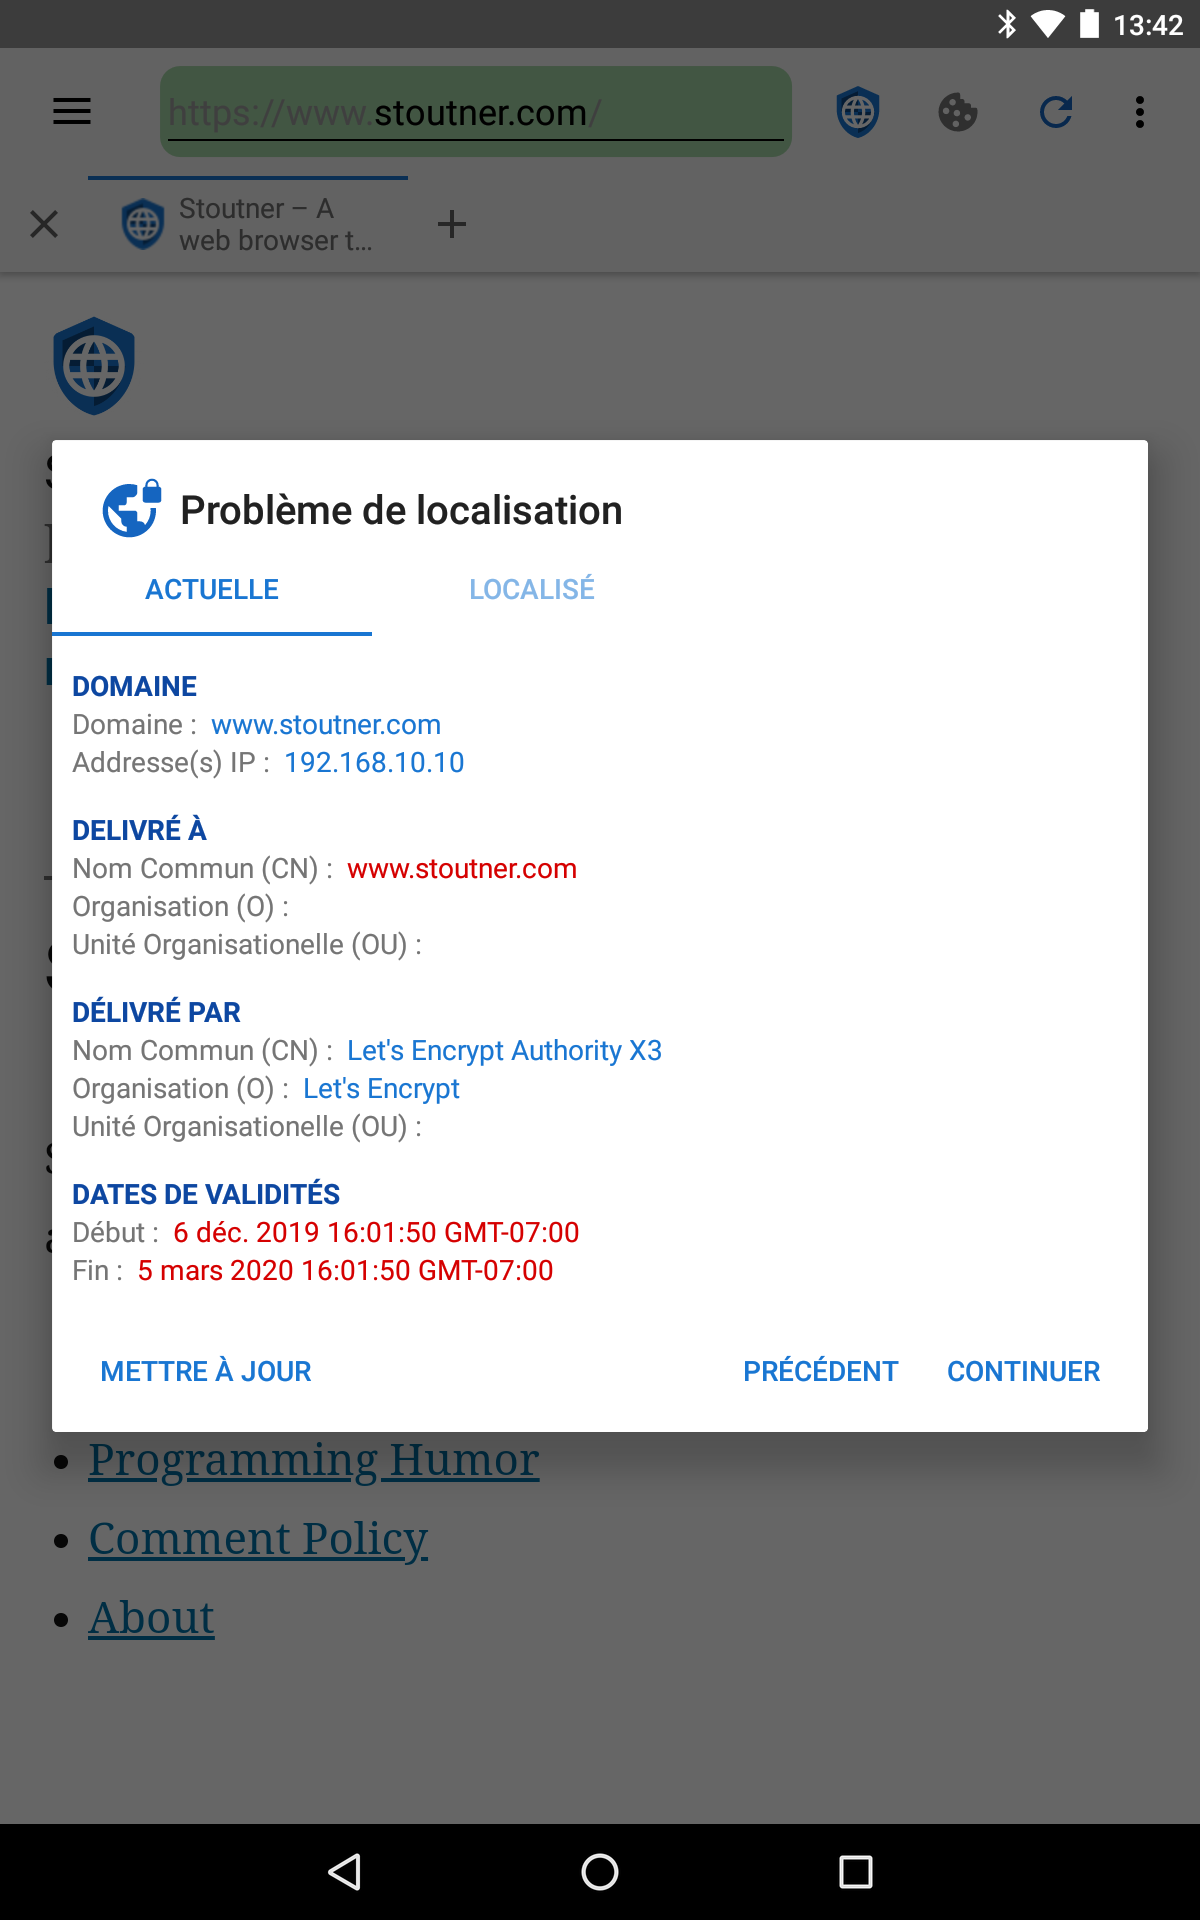 13:42
https://www.stoutner.com/
Stoutner – A
web browser t…
Problème de localisation
ACTUELLE
LOCALISÉ
DOMAINE
Domaine : www.stoutner.com
Addresse(s) IP : 192.168.10.10
DELIVRÉ À
Nom Commun (CN) : www.stoutner.com
Organisation (O) :
Unité Organisationelle (OU) :
DÉLIVRÉ PAR
Nom Commun (CN) : Let's Encrypt Authority X3
Organisation (O) : Let's Encrypt
Unité Organisationelle (OU) :
DATES DE VALIDITÉS
Début : 6 déc. 2019 16:01:50 GMT-07:00
Fin : 5 mars 2020 16:01:50 GMT-07:00
METTRE À JOUR
PRÉCÉDENT
CONTINUER
Programming Humor
Comment Policy
About